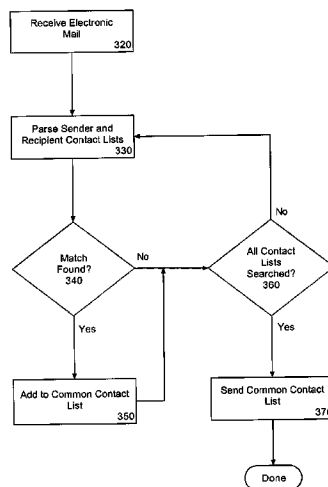 Receive Electronic
Mail
320
Parse Sender and
Recipient Contact Lists
330
No
Match
Found?
340
No
All Contact
Lists
Searched?
360
Yes
Yes
Add to Common Contact
List
350
Send Common Contact
List
370
Done